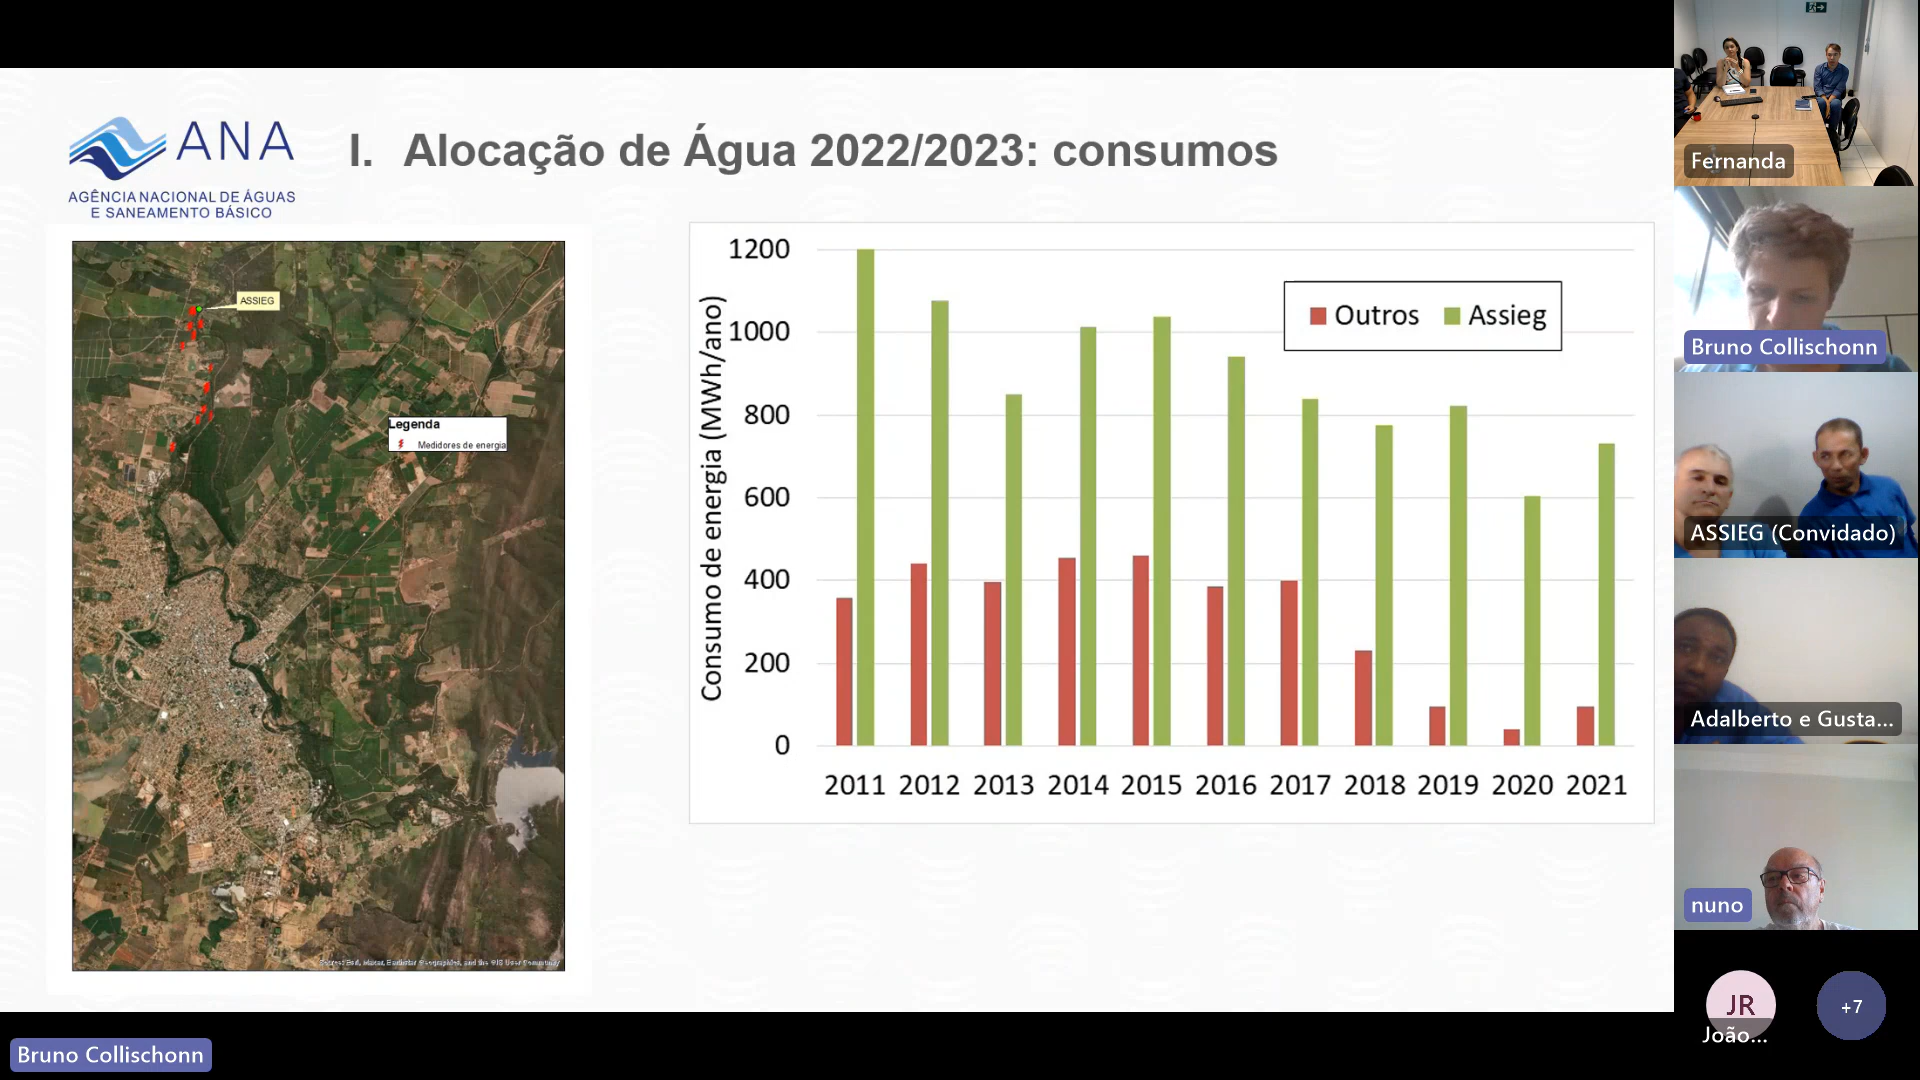 ANA
AGÊNCIA NACIONAL DE ÁGUAS
E SANEAMENTO BÁSICO
I. Alocação de Água 2022/2023: consumos
ASSIEG
Legenda
Medidores de energia
Consumo de energia (MWh/ano)
1200
1000
800
600
400
200
0
Outros
Assieg
2011 2012 2013 2014 2015 2016 2017 2018 2019 2020 2021
Fernanda
Bruno Collischonn
ASSIEG (Convidado)
Adalberto e Gusta...
nuno
JR
João...
+7
Bruno Collischonn